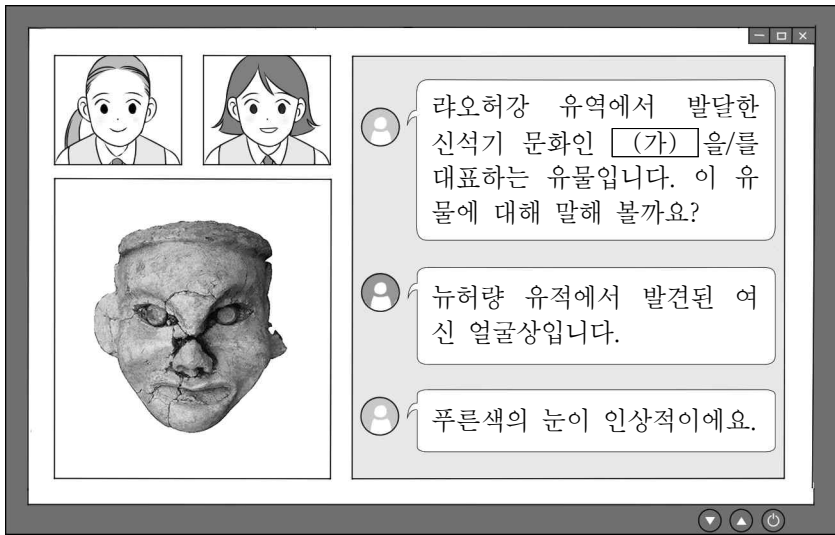 랴오허강 유역에서 발달한
신석기 문화인 (가) 을/를
대표하는 유물입니다. 이 유
물에 대해 말해 볼까요?
뉴허량 유적에서 발견된 여
신 얼굴상입니다.
푸른색의 눈이 인상적이에요.